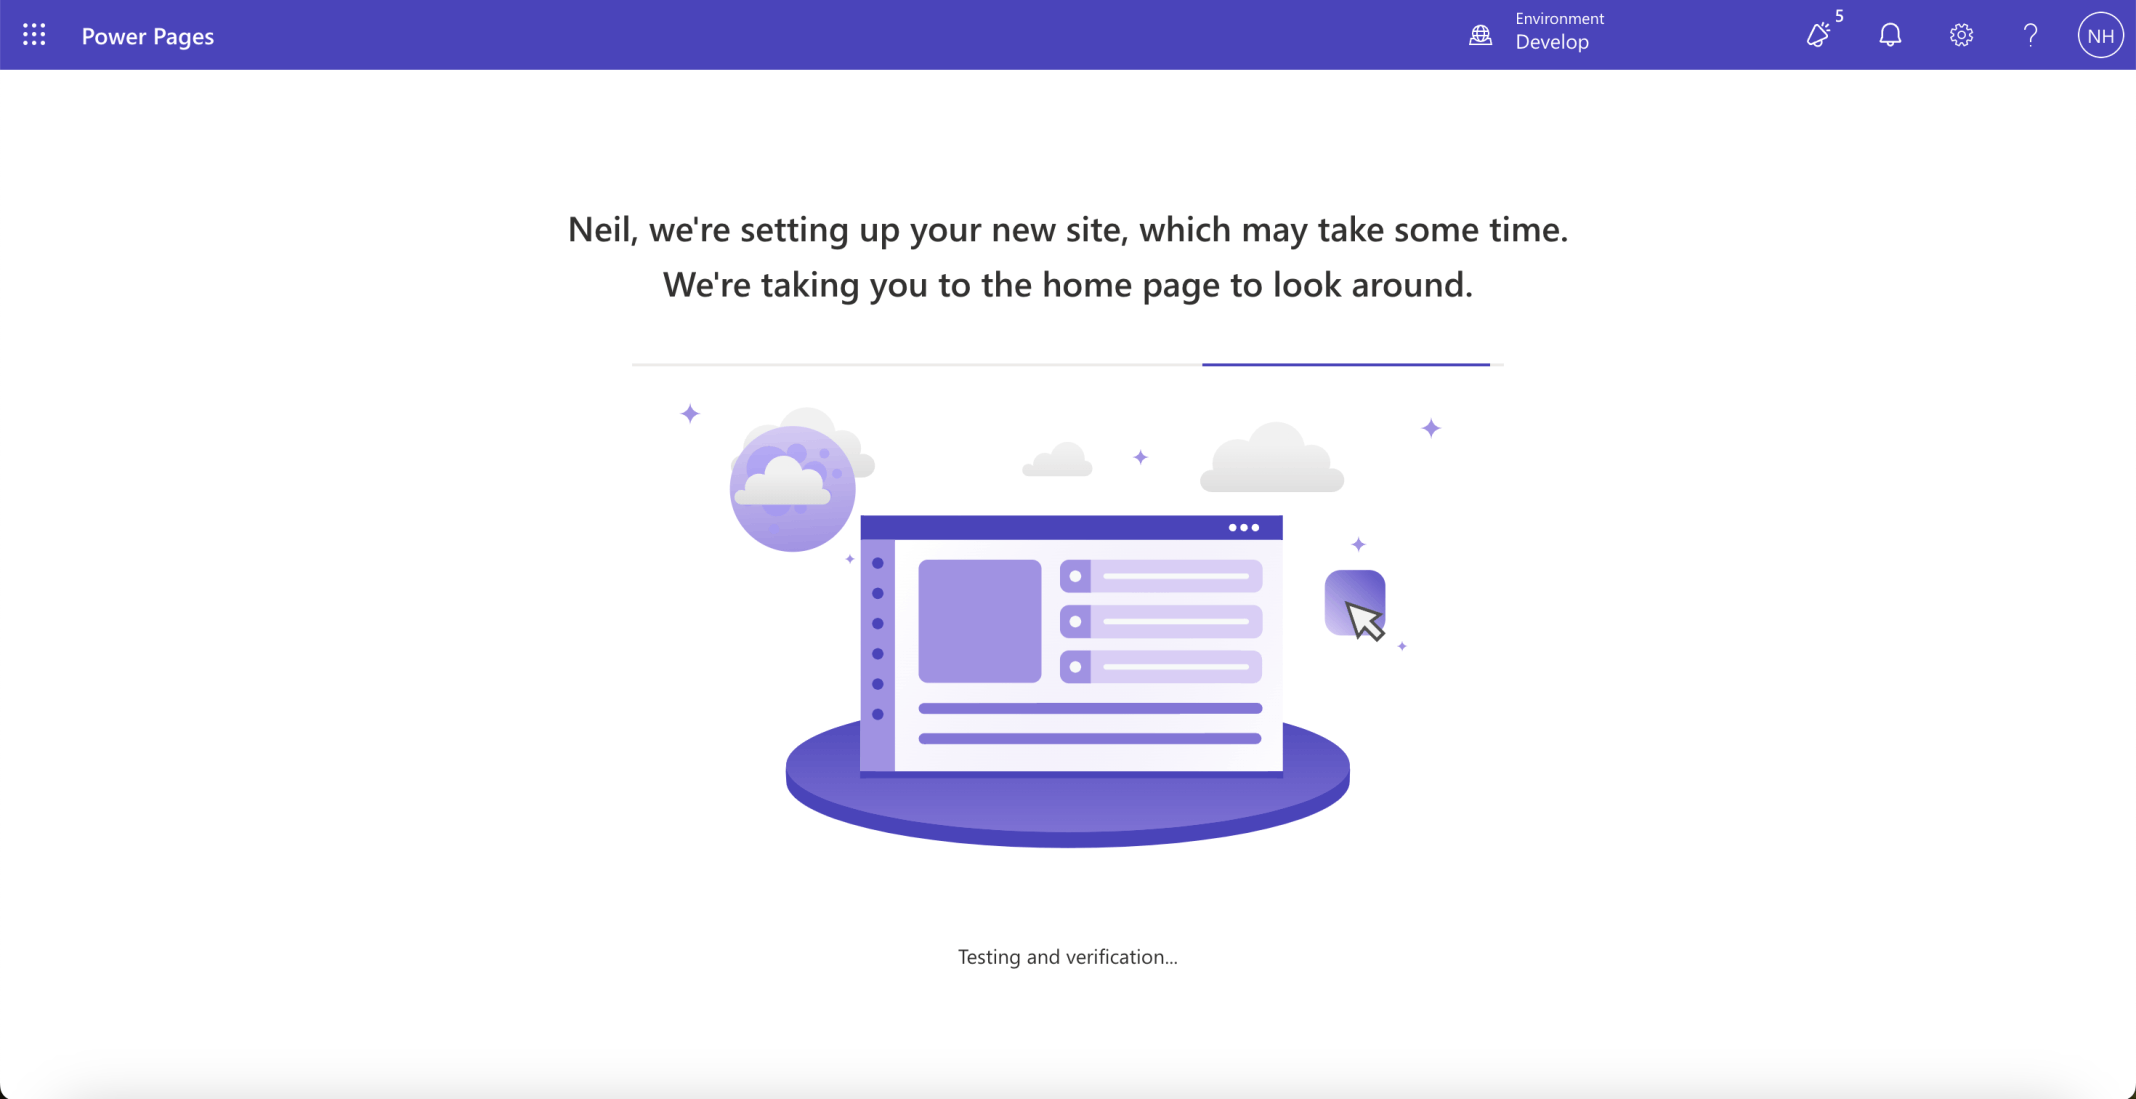 Power Pages
Environment
Develop
5
NH
Neil, we're setting up your new site, which may take some time.
We're taking you to the home page to look around.
Testing and verification...